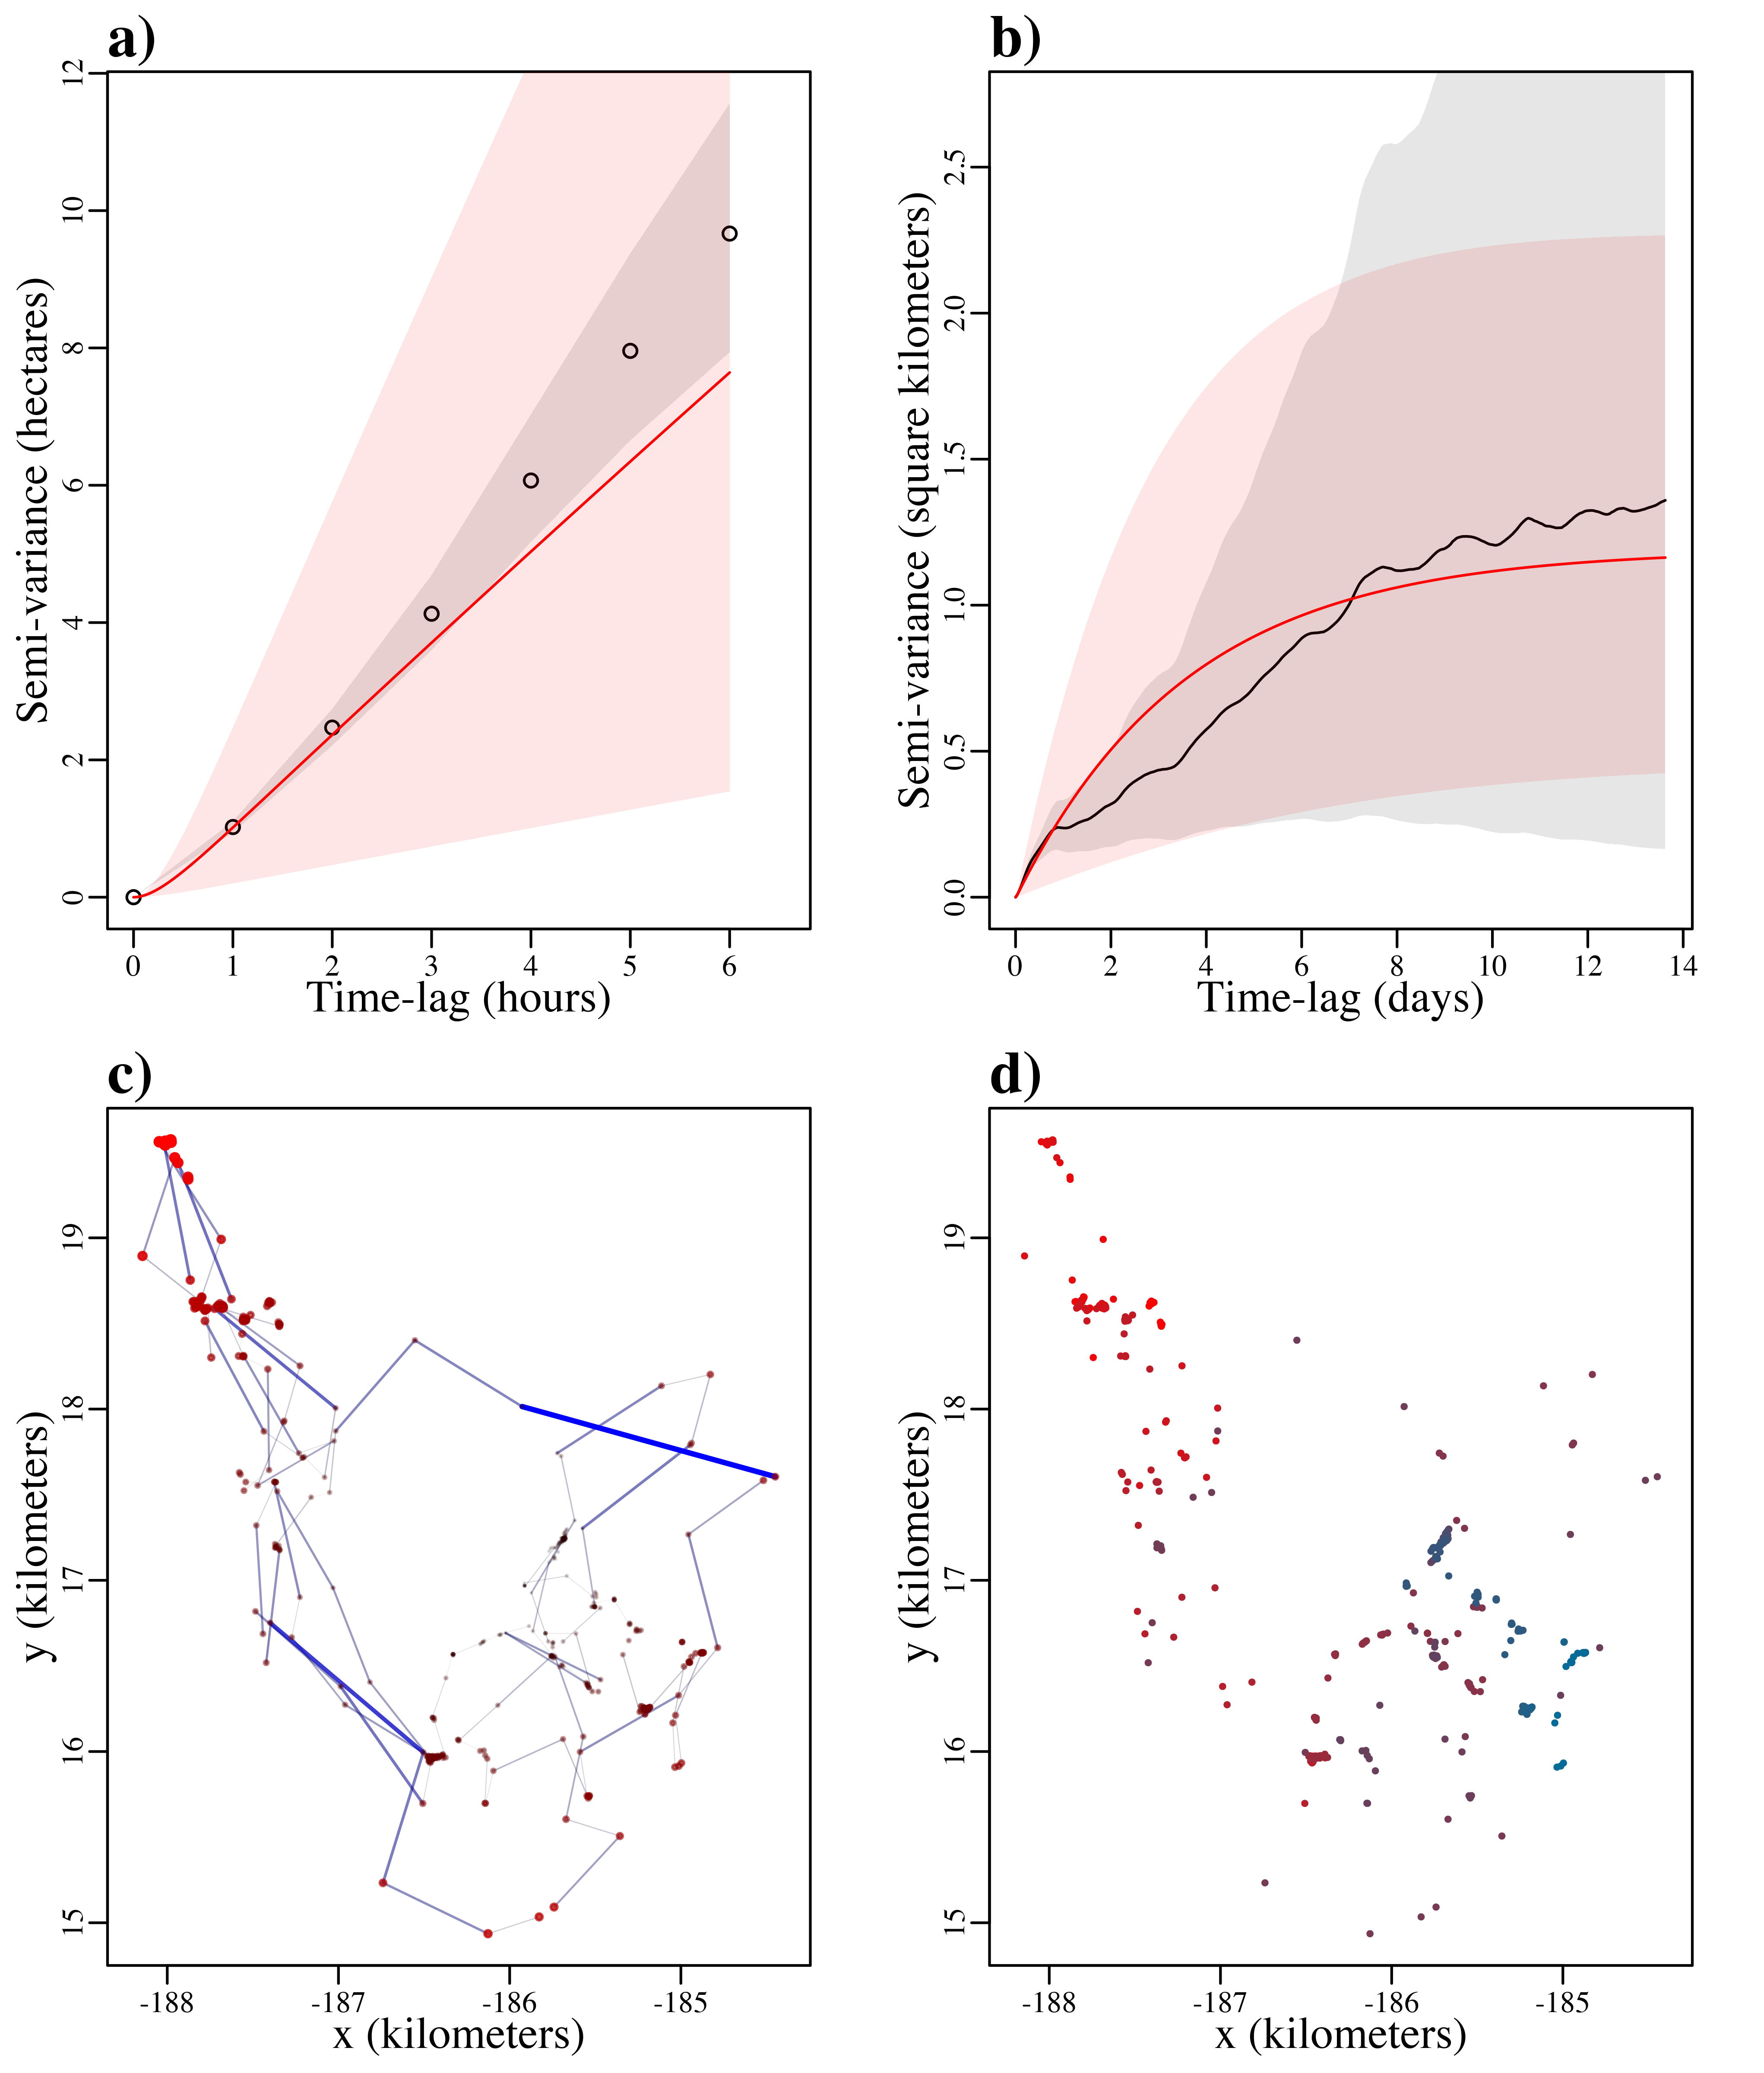 a)
Semi-variance (hectares)
0 2 4 6 8 10 12
0 1 2 3 4 5 6
Time-lag (hours)
b)
Semi-variance (square kilometers)
0.0 0.5 1.0 1.5 2.0 2.5
0 2 4 6 8 10 12 14
Time-lag (days)
c)
y (kilometers)
15 16 17 18 19
-188 -187 -186 -185
x (kilometers)
d)
y (kilometers)
15 16 17 18 19
-188 -187 -186 -185
x (kilometers)